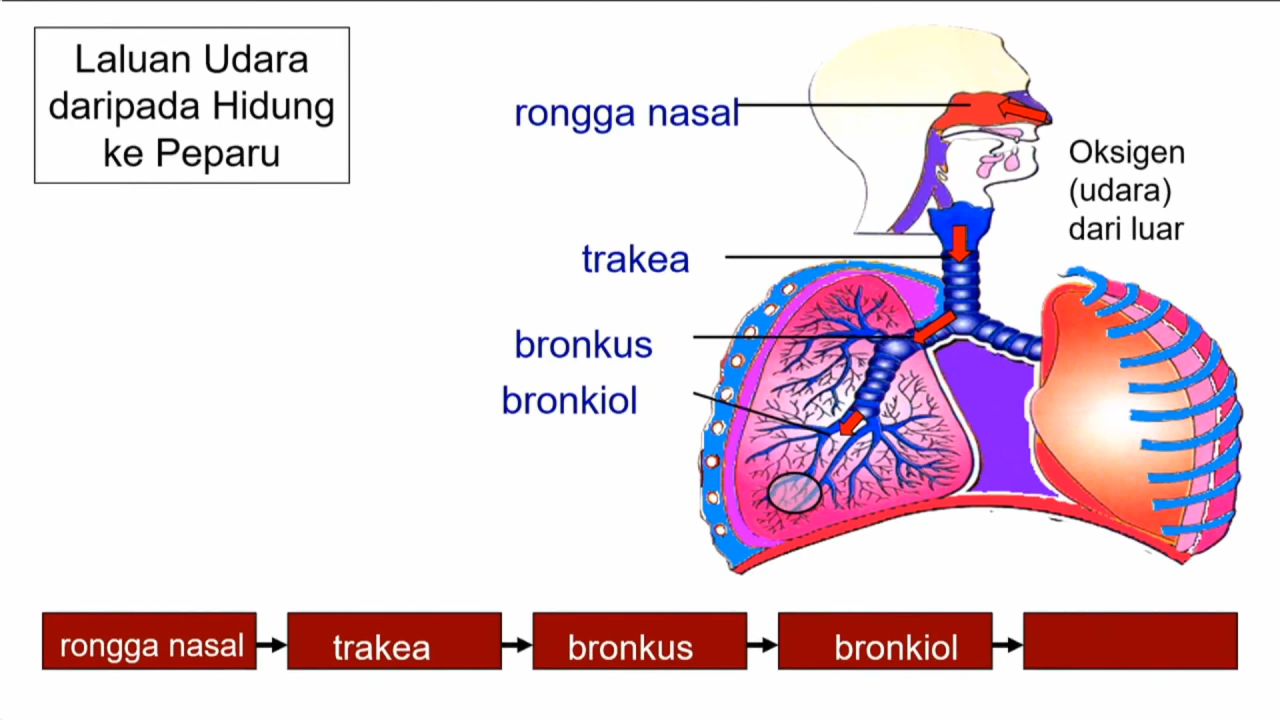 Laluan Udara
daripada Hidung
ke Peparu
rongga nasal
Oksigen
(udara)
dari luar
trakea
bronkus
bronkiol
rongga nasal
trakea
bronkus
bronkiol